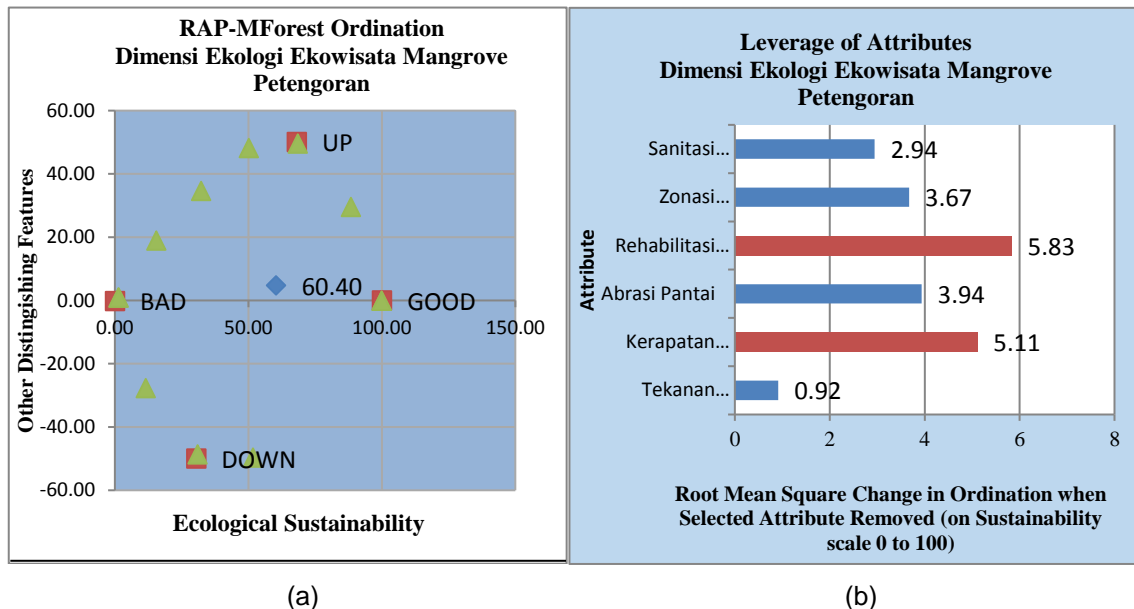 RAP-MForest Ordination
Dimensi Ekologi Ekowisata Mangrove
Petengoran
60.00
40.00
20.00
0.00
-20.00
-40.00
-60.00
Other Distingishing Features
UP
60.40
BAD
GOOD
DOWN
0.00 50.00 100.00 150.00
Ecological Sustainability
(a)
Leverage of Attributes
Dimensi Ekologi Ekowisata Mangrove
Petengoran
Attribute
Sanitasi... 2.94
Zonasi... 3.67
Rehabilitasi... 5.83
Abrasi Pantai 3.94
Kerapatan... 5.11
Tekanan... 0.92
0 2 4 6 8
Root Mean Square Change in Ordination when
Selected Attribute Removed (on Sustainability
scale 0 to 100)
(b)